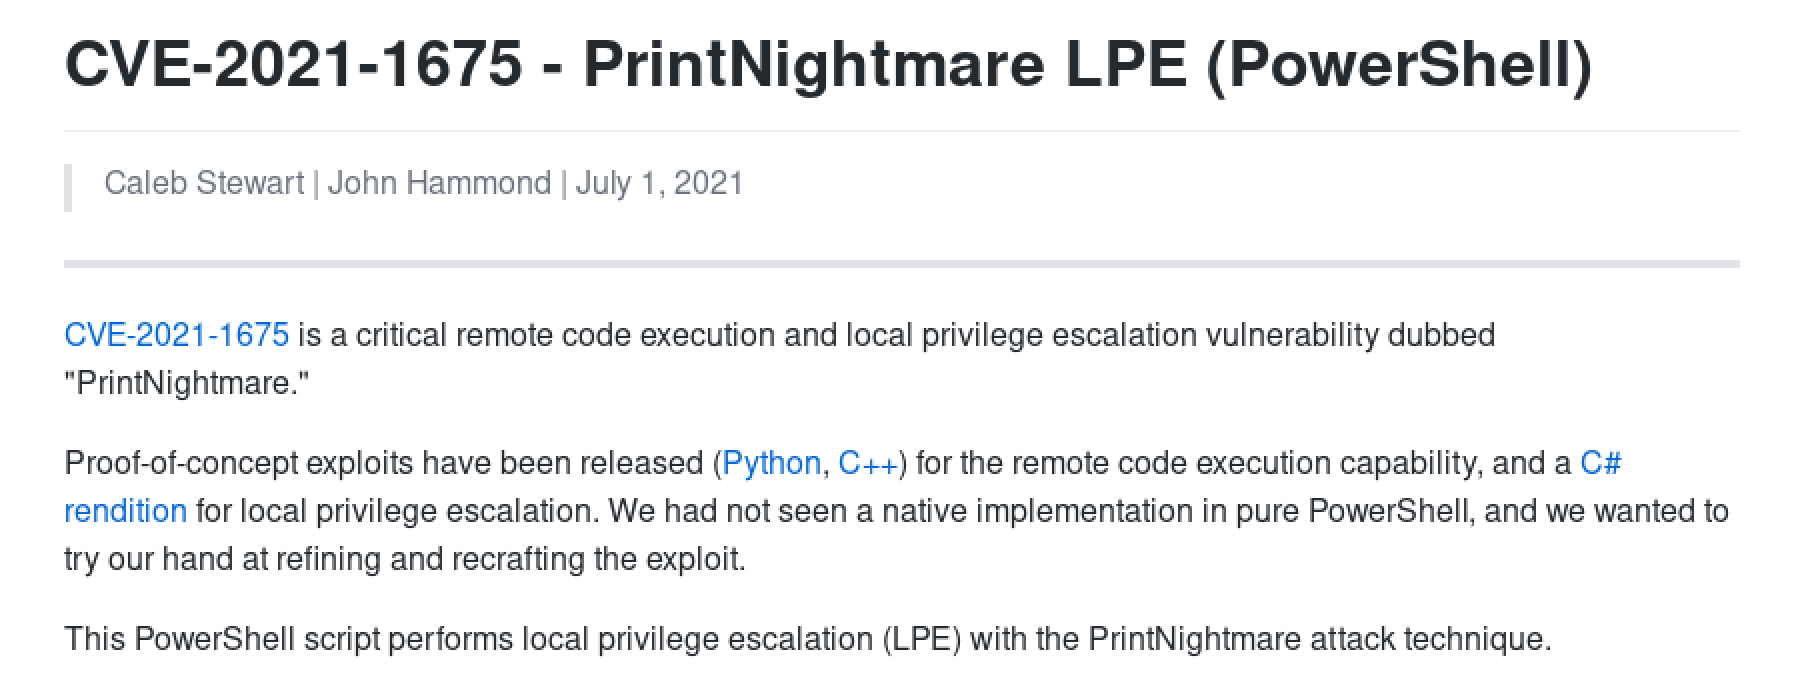 CVE-2021-1675 - PrintNightmare LPE (PowerShell)
Caleb Stewart | John Hammond | July 1, 2021
CVE-2021-1675 is a critical remote code execution and local privilege escalation vulnerability dubbed
"PrintNightmare."
Proof-of-concept exploits have been released (Python, C++) for the remote code execution capability, and a C#
rendition for local privilege escalation. We had not seen a native implementation in pure PowerShell, and we wanted to
try our hand at refining and recrafting the exploit.
This PowerShell script performs local privilege escalation (LPE) with the PrintNightmare attack technique.